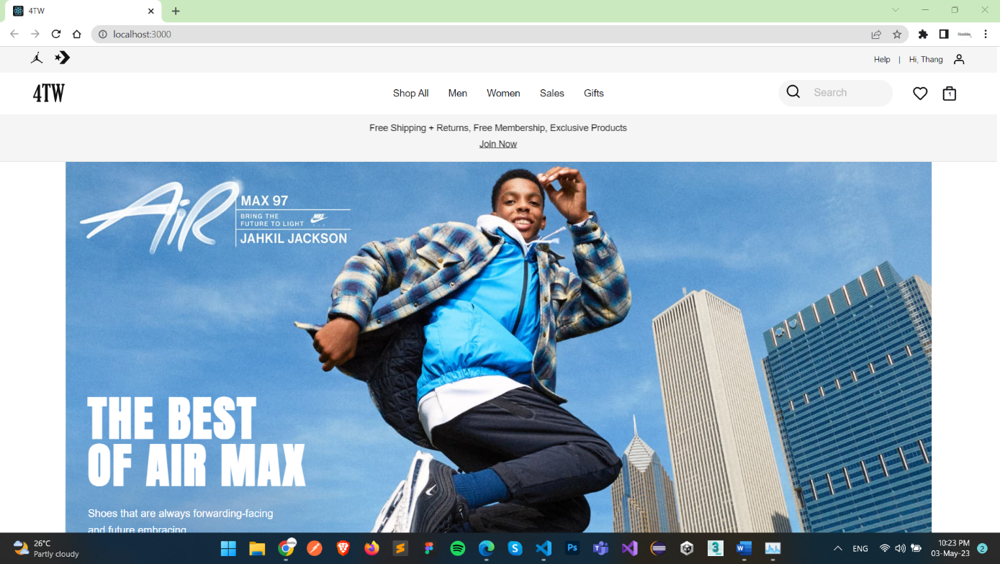 4TW
localhost:3000
Help | Hi, Thang
4TW
Shop All Men Women Sales Gifts
Search
1
Free Shipping + Returns, Free Membership, Exclusive Products
Join Now
AiR
MAX 97
BRING THE
FUTURE TO LIGHT
NIKE
JAHKIL JACKSON
THE BEST
OF AIR MAX
Shoes that are always forwarding-facing
and future embracing
26°C
Partly cloudy
Ps
3
W
ENG
10:23 PM
03-May-23
2